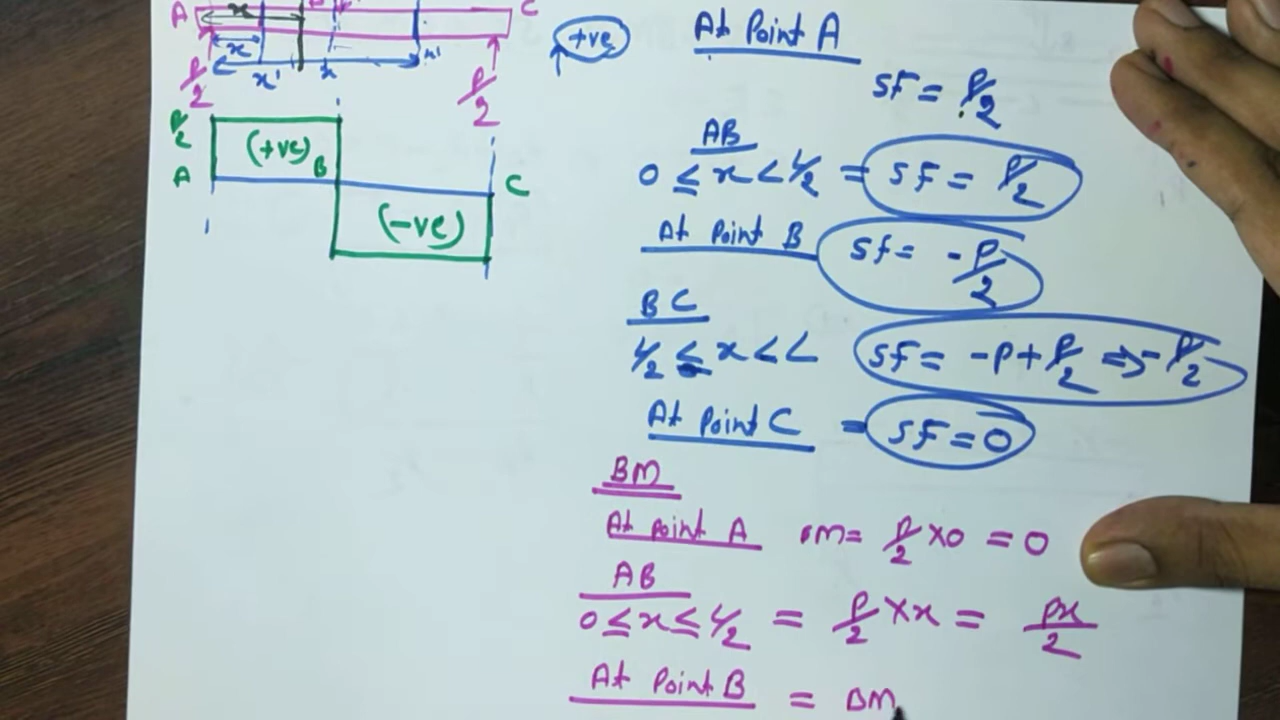 A x C
x
x' x x'
P/2 P/2
P/2 (+ve) B
A C
(-ve)
+ve
At Point A
SF = P/2
AB
0 ≤ x < L/2 = SF = P/2
At Point B SF = -P/2
BC
L/2 ≤ x < L SF = -P + P/2 ⇒ -P/2
At Point C = SF = 0
BM
At Point A BM = P/2 × 0 = 0
AB
0 ≤ x ≤ L/2 = P/2 × x = Px/2
At Point B = BM